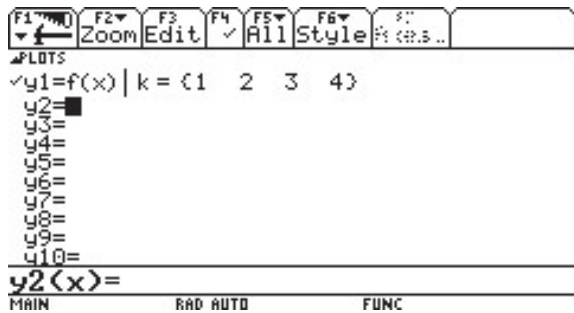 F1 F2 F3 F4 F5 F6
Zoom Edit ✓ All Style
PLOTS
✓y1=f(x)|k={1 2 3 4}
y2=
y3=
y4=
y5=
y6=
y7=
y8=
y9=
y10=
y2(x)=
MAIN RAD AUTO FUNC